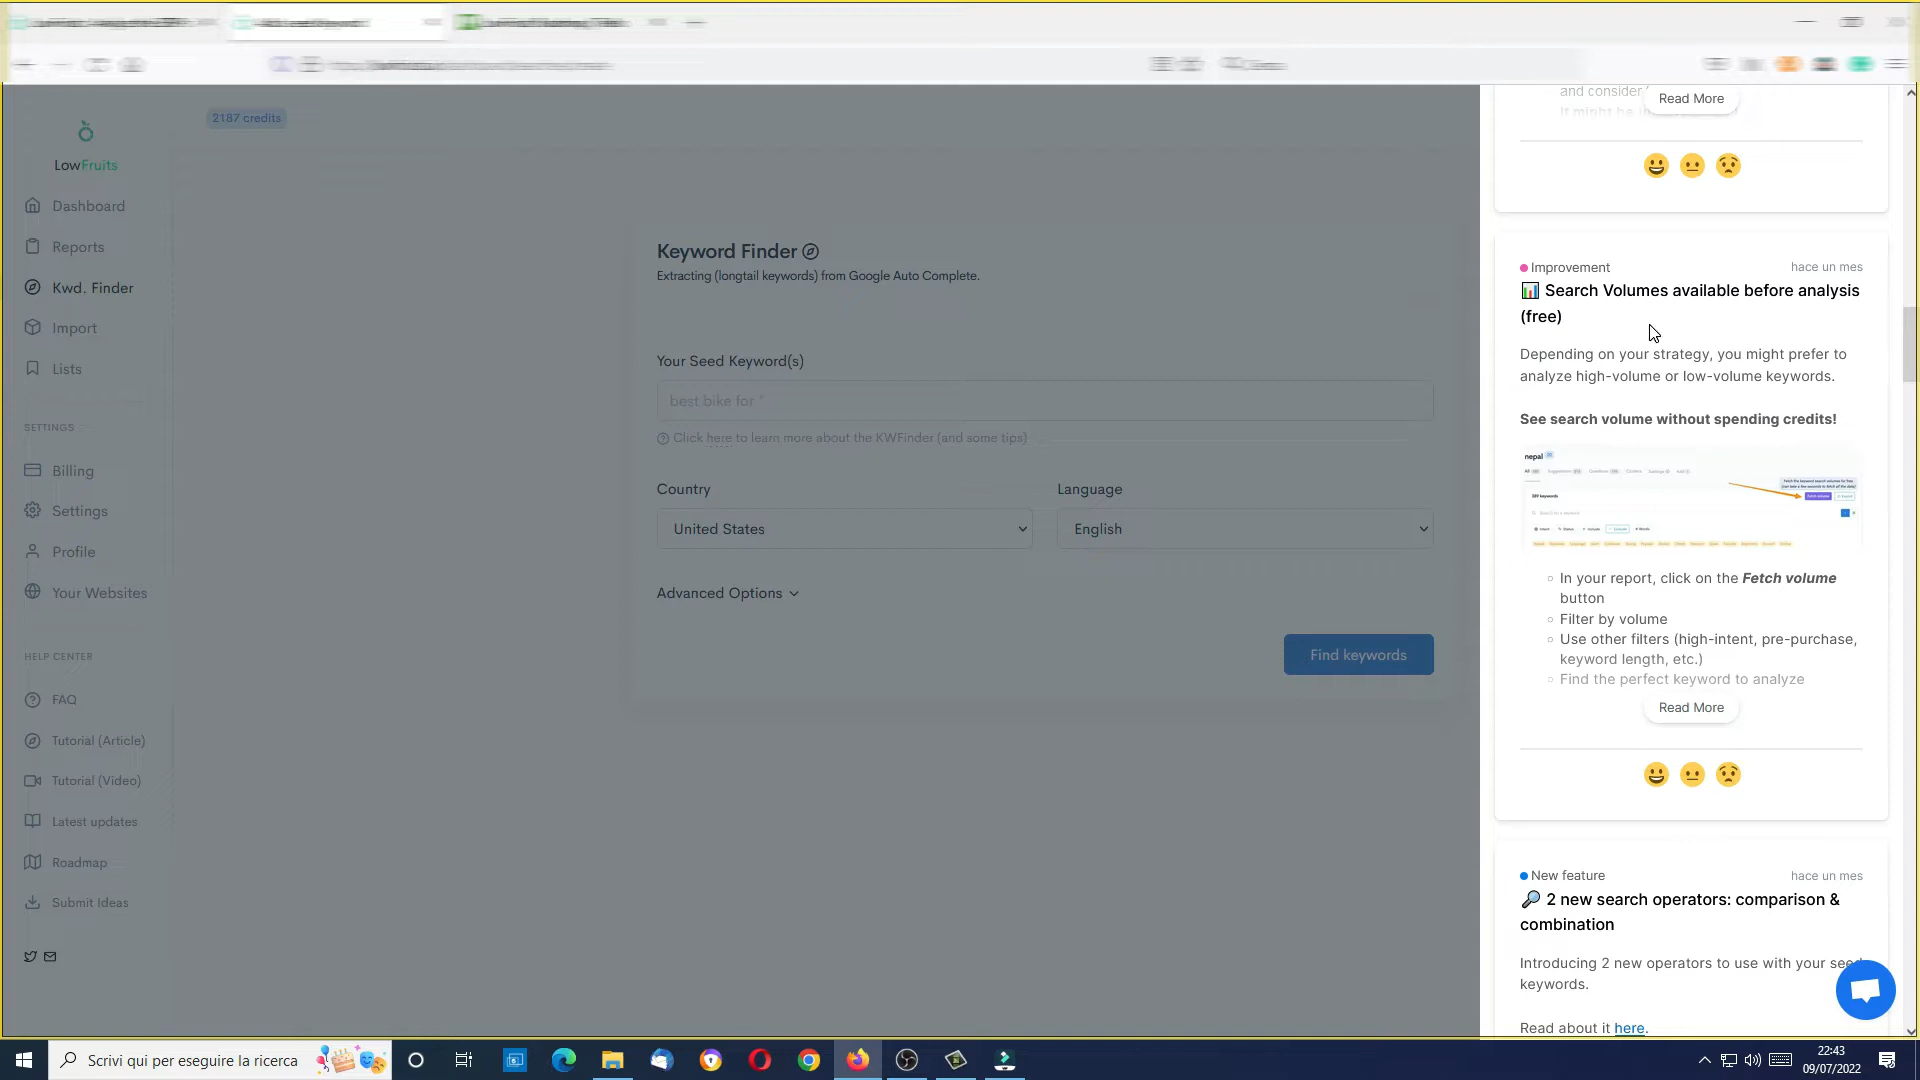 2187 credits
LowFruits
Dashboard
Reports
Kwd. Finder
Import
Lists
SETTINGS
Billing
Settings
Profile
Your Websites
HELP CENTER
FAQ
Tutorial (Article)
Tutorial (Video)
Latest updates
Roadmap
Submit Ideas
Keyword Finder
Extracting (longtail keywords) from Google Auto Complete.
Your Seed Keyword(s)
best bike for *
Click here to learn more about the KWFinder (and some tips)
Country
Language
United States
English
Advanced Options
Find keywords
and consider
Read More
Improvement
hace un mes
Search Volumes available before analysis
(free)
Depending on your strategy, you might prefer to
analyze high-volume or low-volume keywords.
See search volume without spending credits!
nepal
In your report, click on the Fetch volume
button
Filter by volume
Use other filters (high-intent, pre-purchase,
keyword length, etc.)
Find the perfect keyword to analyze
Read More
New feature
hace un mes
2 new search operators: comparison &
combination
Introducing 2 new operators to use with your seed
keywords.
Read about it here.
Scrivi qui per eseguire la ricerca
22:43
09/07/2022